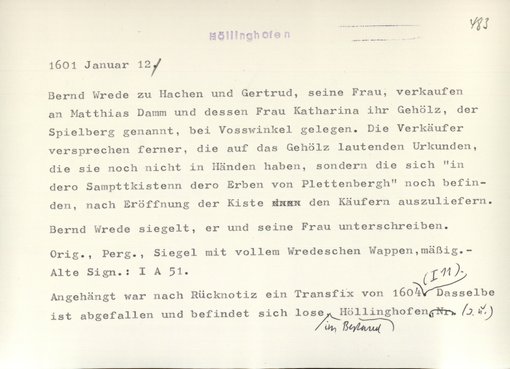 Höllinghofen
483
1601 Januar 12.
Bernd Wrede zu Hachen und Gertrud, seine Frau, verkaufen
an Matthias Damm und dessen Frau Katharina ihr Gehölz, der
Spielberg genannt, bei Vosswinkel gelegen. Die Verkäufer
versprechen ferner, die auf das Gehölz lautenden Urkunden,
die sie noch nicht in Händen haben, sondern die sich "in
dero Sampttkistenn dero Erben von Plettenbergh" noch befin-
den, nach Eröffnung der Kiste den Käufern auszuliefern.
Bernd Wrede siegelt, er und seine Frau unterschreiben.
Orig., Perg., Siegel mit vollem Wredeschen Wappen,mäßig.-
Alte Sign.: I A 51.
(I 11).
Angehängt war nach Rücknotiz ein Transfix von 1604 Dasselbe
ist abgefallen und befindet sich lose Höllinghofen Nr. (s.u.)
im Bestand